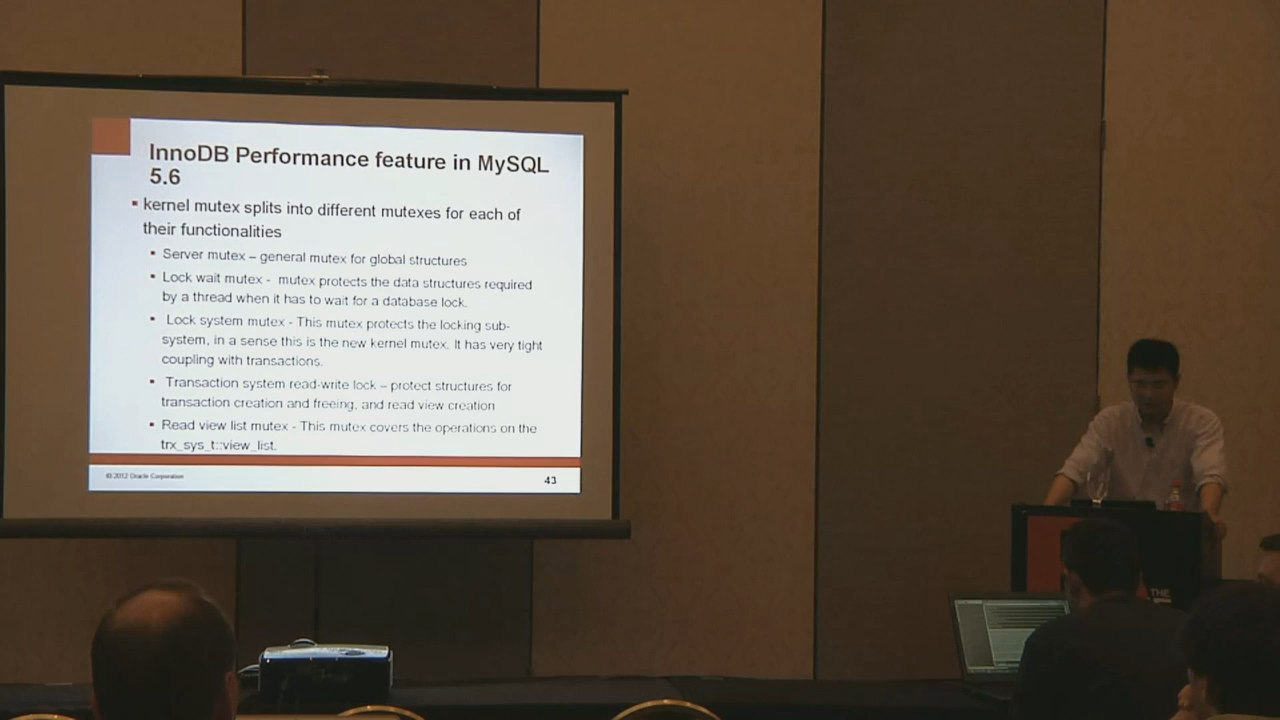 InnoDB Performance feature in MySQL
5.6
▪ kernel mutex splits into different mutexes for each of
their functionalities
▪ Server mutex – general mutex for global structures
▪ Lock wait mutex - mutex protects the data structures required
by a thread when it has to wait for a database lock.
▪ Lock system mutex - This mutex protects the locking sub-
system, in a sense this is the new kernel mutex. It has very tight
coupling with transactions.
▪ Transaction system read-write lock – protect structures for
transaction creation and freeing, and read view creation
▪ Read view list mutex - This mutex covers the operations on the
trx_sys_t::view_list.
© 2012 Oracle Corporation
43
THE